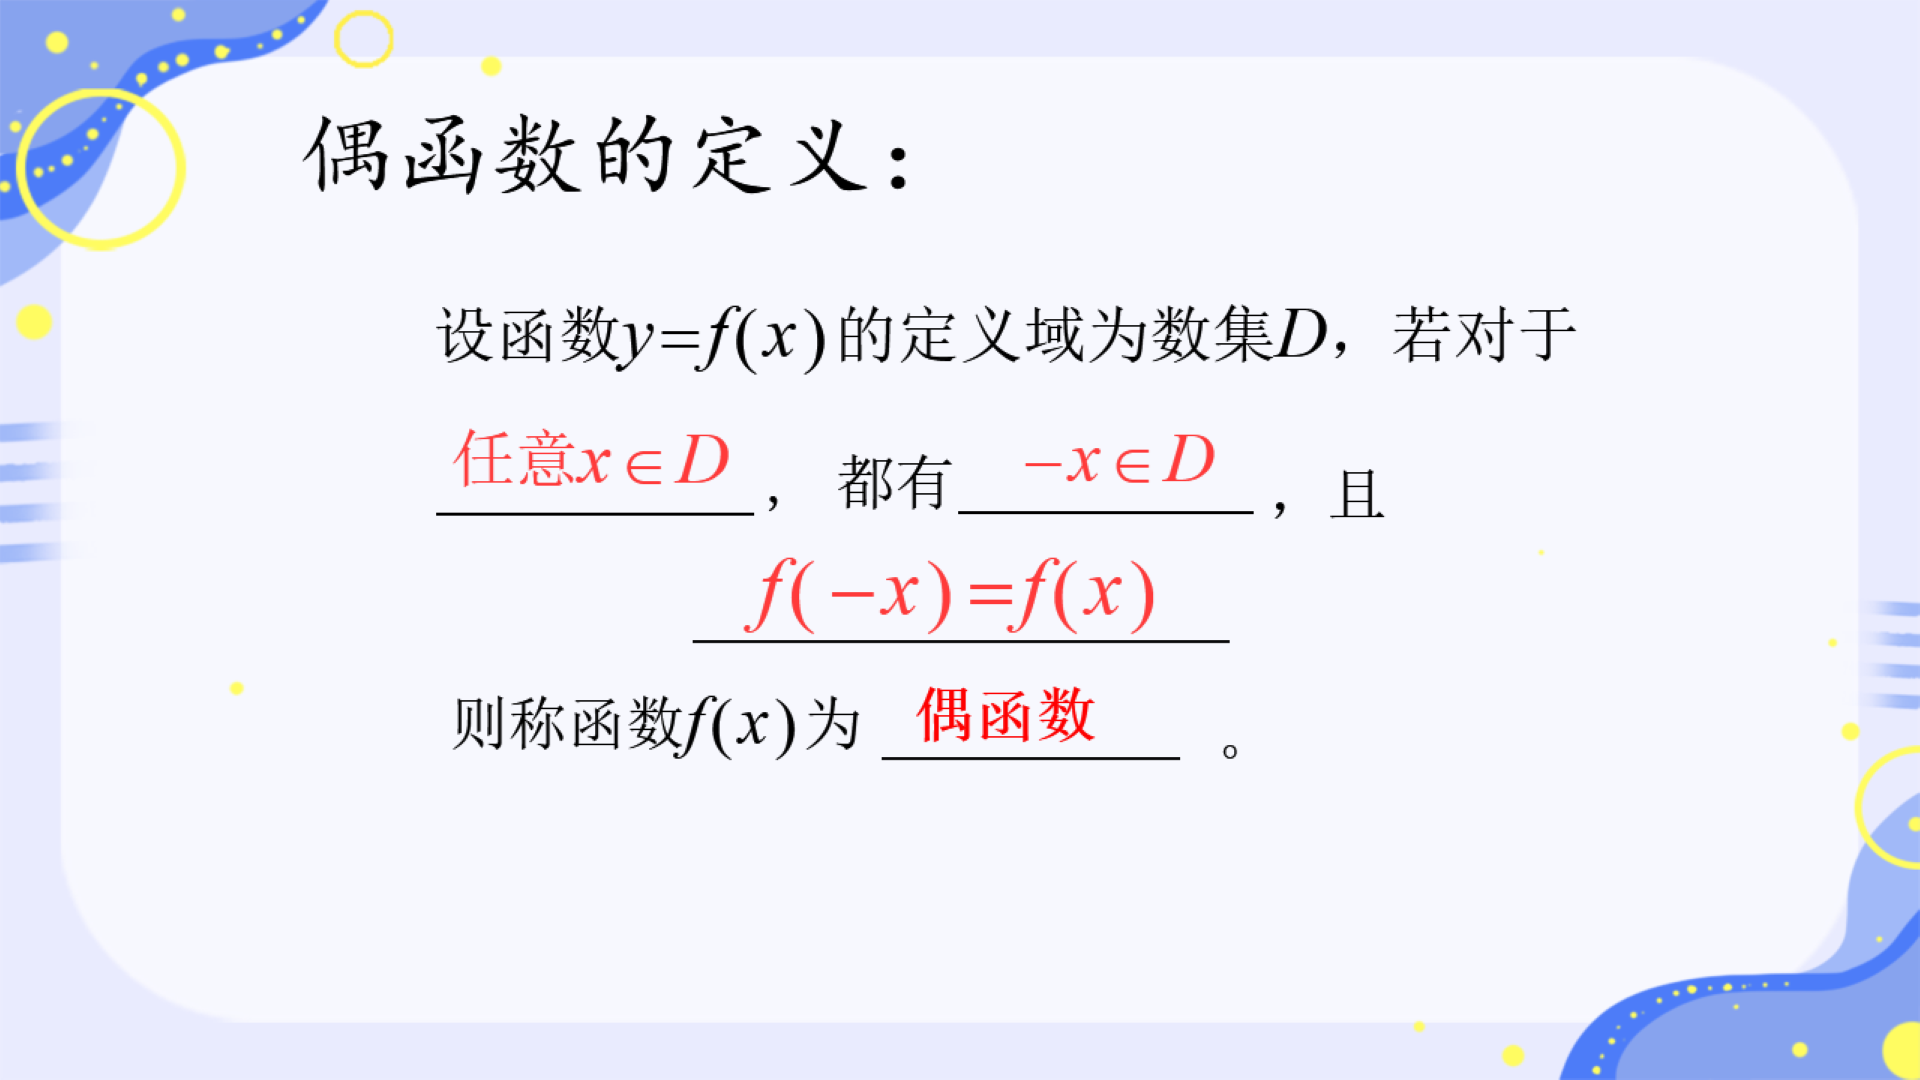 偶函数的定义：
设函数y=f(x)的定义域为数集D，若对于
任意x∈D，都有 −x∈D，且
f(−x)=f(x)
则称函数f(x)为 偶函数 。